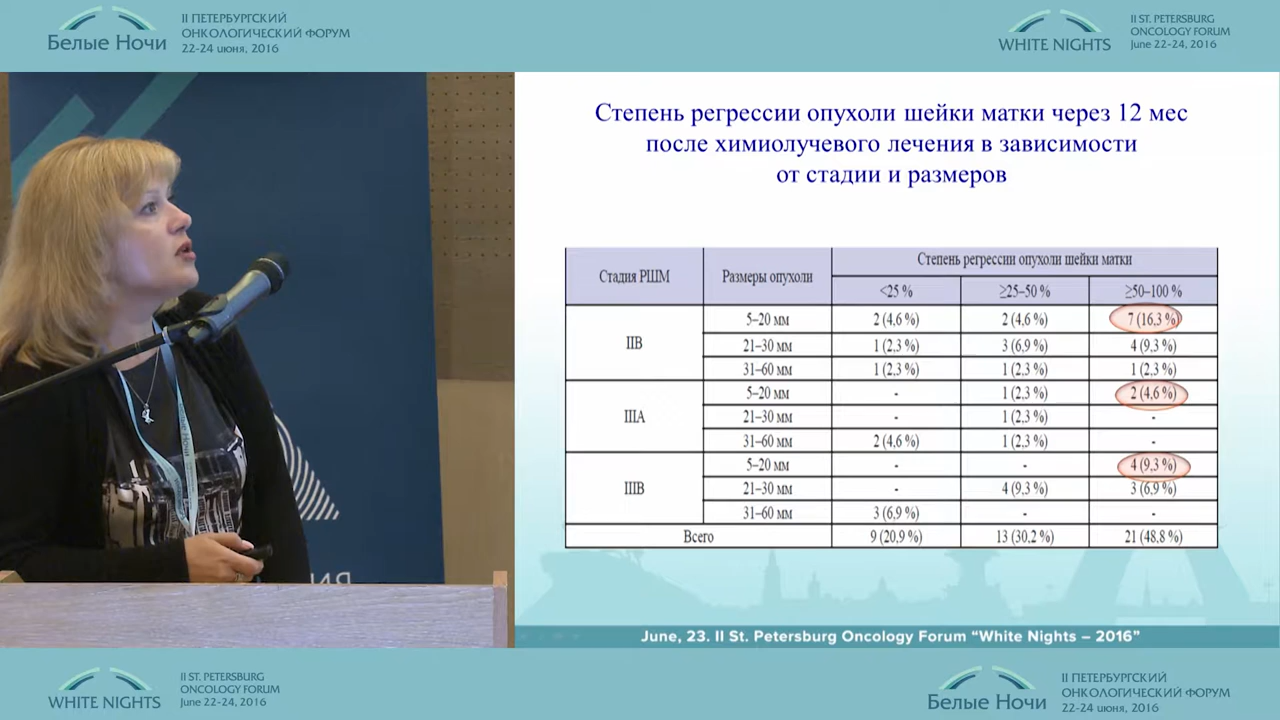 Белые Ночи
II ПЕТЕРБУРГСКИЙ
ОНКОЛОГИЧЕСКИЙ ФОРУМ
22-24 июня, 2016
WHITE NIGHTS
II ST. PETERSBURG
ONCOLOGY FORUM
June 22-24, 2016
Степень регрессии опухоли шейки матки через 12 мес
после химиолучевого лечения в зависимости
от стадии и размеров
Стадия РШМ Размеры опухоли Степень регрессии опухоли шейки матки
<25 % ≥25–50 % ≥50–100 %
IIB 5–20 мм 2 (4,6 %) 2 (4,6 %) 7 (16,3 %)
21–30 мм 1 (2,3 %) 3 (6,9 %) 4 (9,3 %)
31–60 мм 1 (2,3 %) 1 (2,3 %) 1 (2,3 %)
IIIA 5–20 мм - 1 (2,3 %) 2 (4,6 %)
21–30 мм - 1 (2,3 %) -
31–60 мм 2 (4,6 %) 1 (2,3 %) -
IIIB 5–20 мм - - 4 (9,3 %)
21–30 мм - 4 (9,3 %) 3 (6,9 %)
31–60 мм 3 (6,9 %) - -
Всего 9 (20,9 %) 13 (30,2 %) 21 (48,8 %)
June, 23. II St. Petersburg Oncology Forum “White Nights – 2016”
WHITE NIGHTS
II ST. PETERSBURG
ONCOLOGY FORUM
June 22-24, 2016
Белые Ночи
II ПЕТЕРБУРГСКИЙ
ОНКОЛОГИЧЕСКИЙ ФОРУМ
22-24 июня, 2016